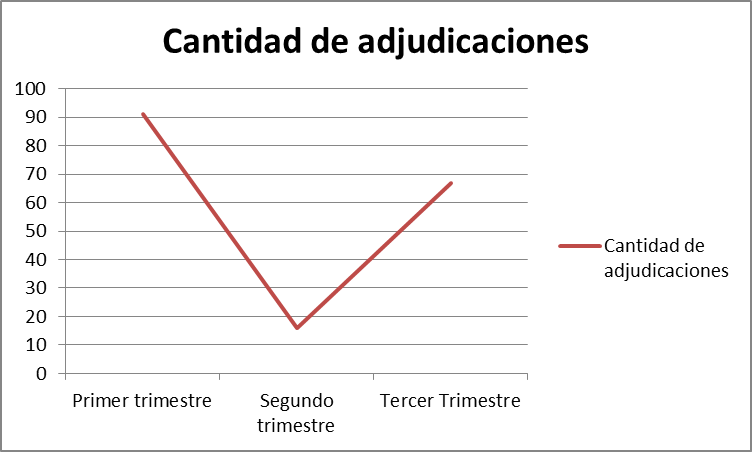 Cantidad de adjudicaciones
100
90
80
70
60
50
40
30
20
10
0
Primer trimestre
Segundo
trimestre
Tercer Trimestre
Cantidad de
adjudicaciones